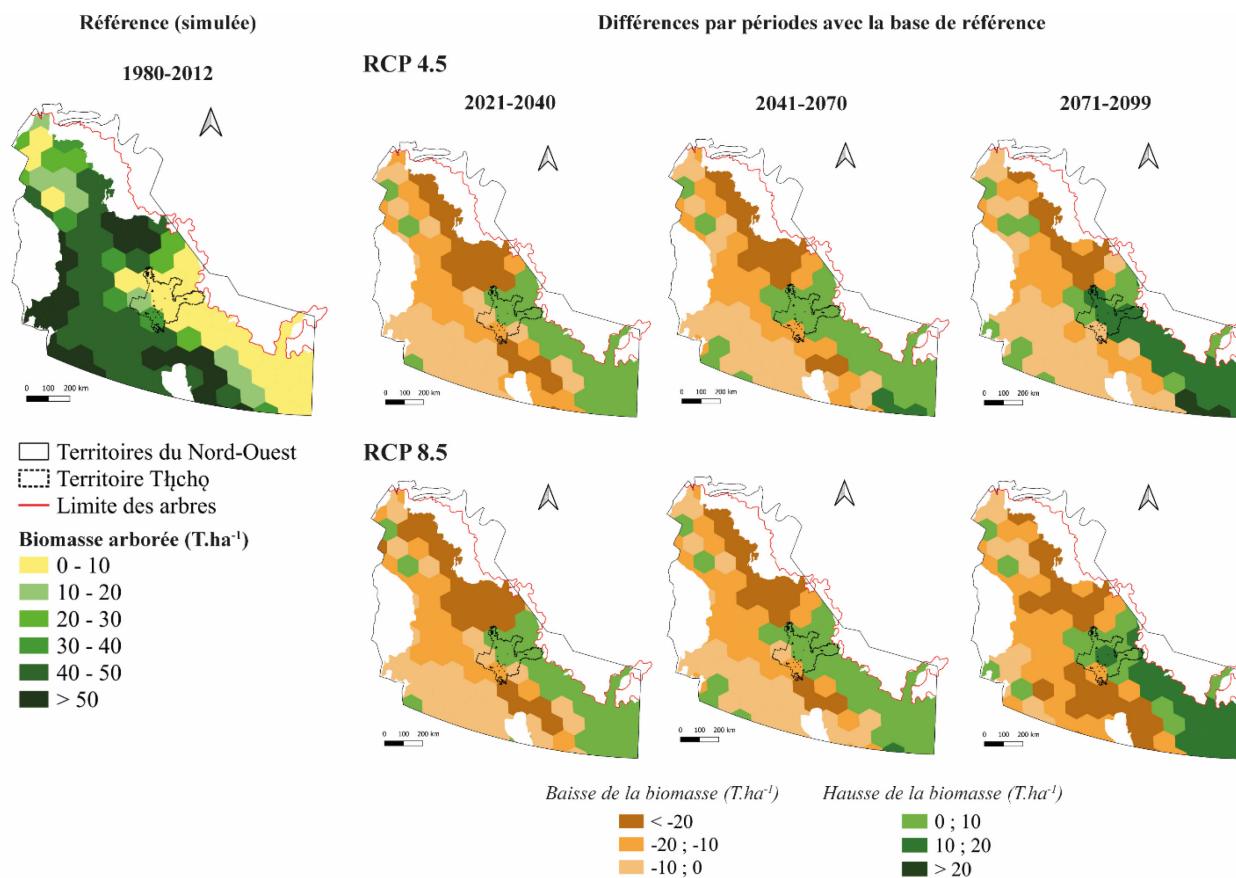 Référence (simulée)
Différences par périodes avec la base de référence
1980-2012
RCP 4.5
2021-2040
2041-2070
2071-2099
0 100 200 km
0 100 200 km
0 100 200 km
0 100 200 km
Territoires du Nord-Ouest
Territoire Tłı̨chǫ
Limite des arbres
Biomasse arborée (T.ha⁻¹)
0 - 10
10 - 20
20 - 30
30 - 40
40 - 50
> 50
RCP 8.5
0 100 200 km
0 100 200 km
0 100 200 km
Baisse de la biomasse (T.ha⁻¹)
< -20
-20 ; -10
-10 ; 0
Hausse de la biomasse (T.ha⁻¹)
0 ; 10
10 ; 20
> 20